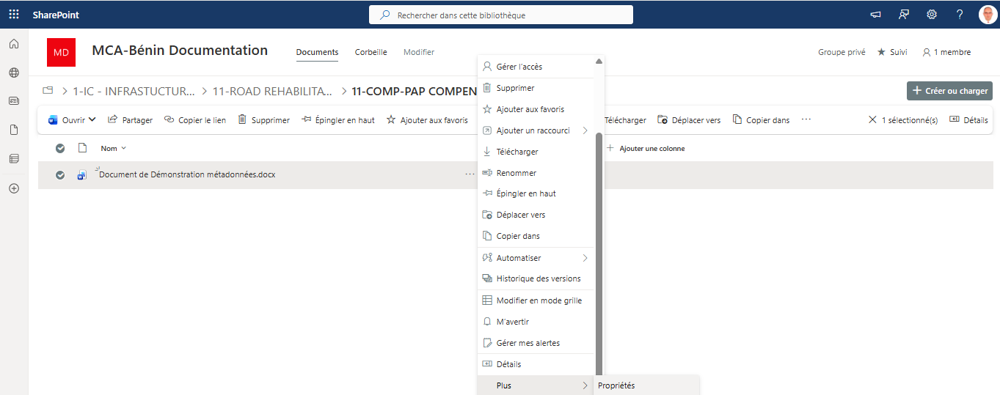 SharePoint
Rechercher dans cette bibliothèque
?
MD
MCA-Bénin Documentation
Documents
Corbeille
Modifier
Groupe privé
Suivi
1 membre
1-IC - INFRASTUCTUR...
11-ROAD REHABILITA...
11-COMP-PAP COMPEN
Créer ou charger
Ouvrir
Partager
Copier le lien
Supprimer
Épingler en haut
Ajouter aux favoris
Télécharger
Déplacer vers
Copier dans
...
1 sélectionné(s)
Détails
Nom
Ajouter une colonne
Document de Démonstration métadonnées.docx
...
Gérer l'accès
Supprimer
Ajouter aux favoris
Ajouter un raccourci
Télécharger
Renommer
Épingler en haut
Déplacer vers
Copier dans
Automatiser
Historique des versions
Modifier en mode grille
M'avertir
Gérer mes alertes
Détails
Plus
Propriétés